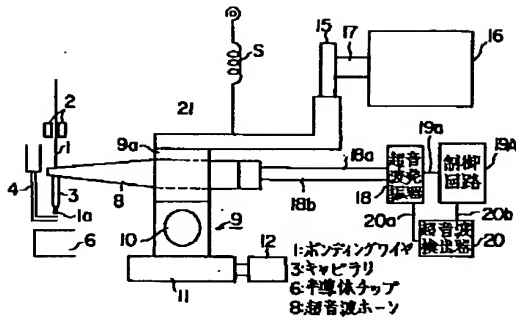 15
17
16
S
21
2
1
9a
18a
超音波発振器
19a
制御回路
19A
4
3
8
18b
18
1a
20a
20b
10
9
超音波検出器
20
6
12
11
1:ボンディングワイヤ
3:キャピラリ
6:半導体チップ
8:超音波ホーン